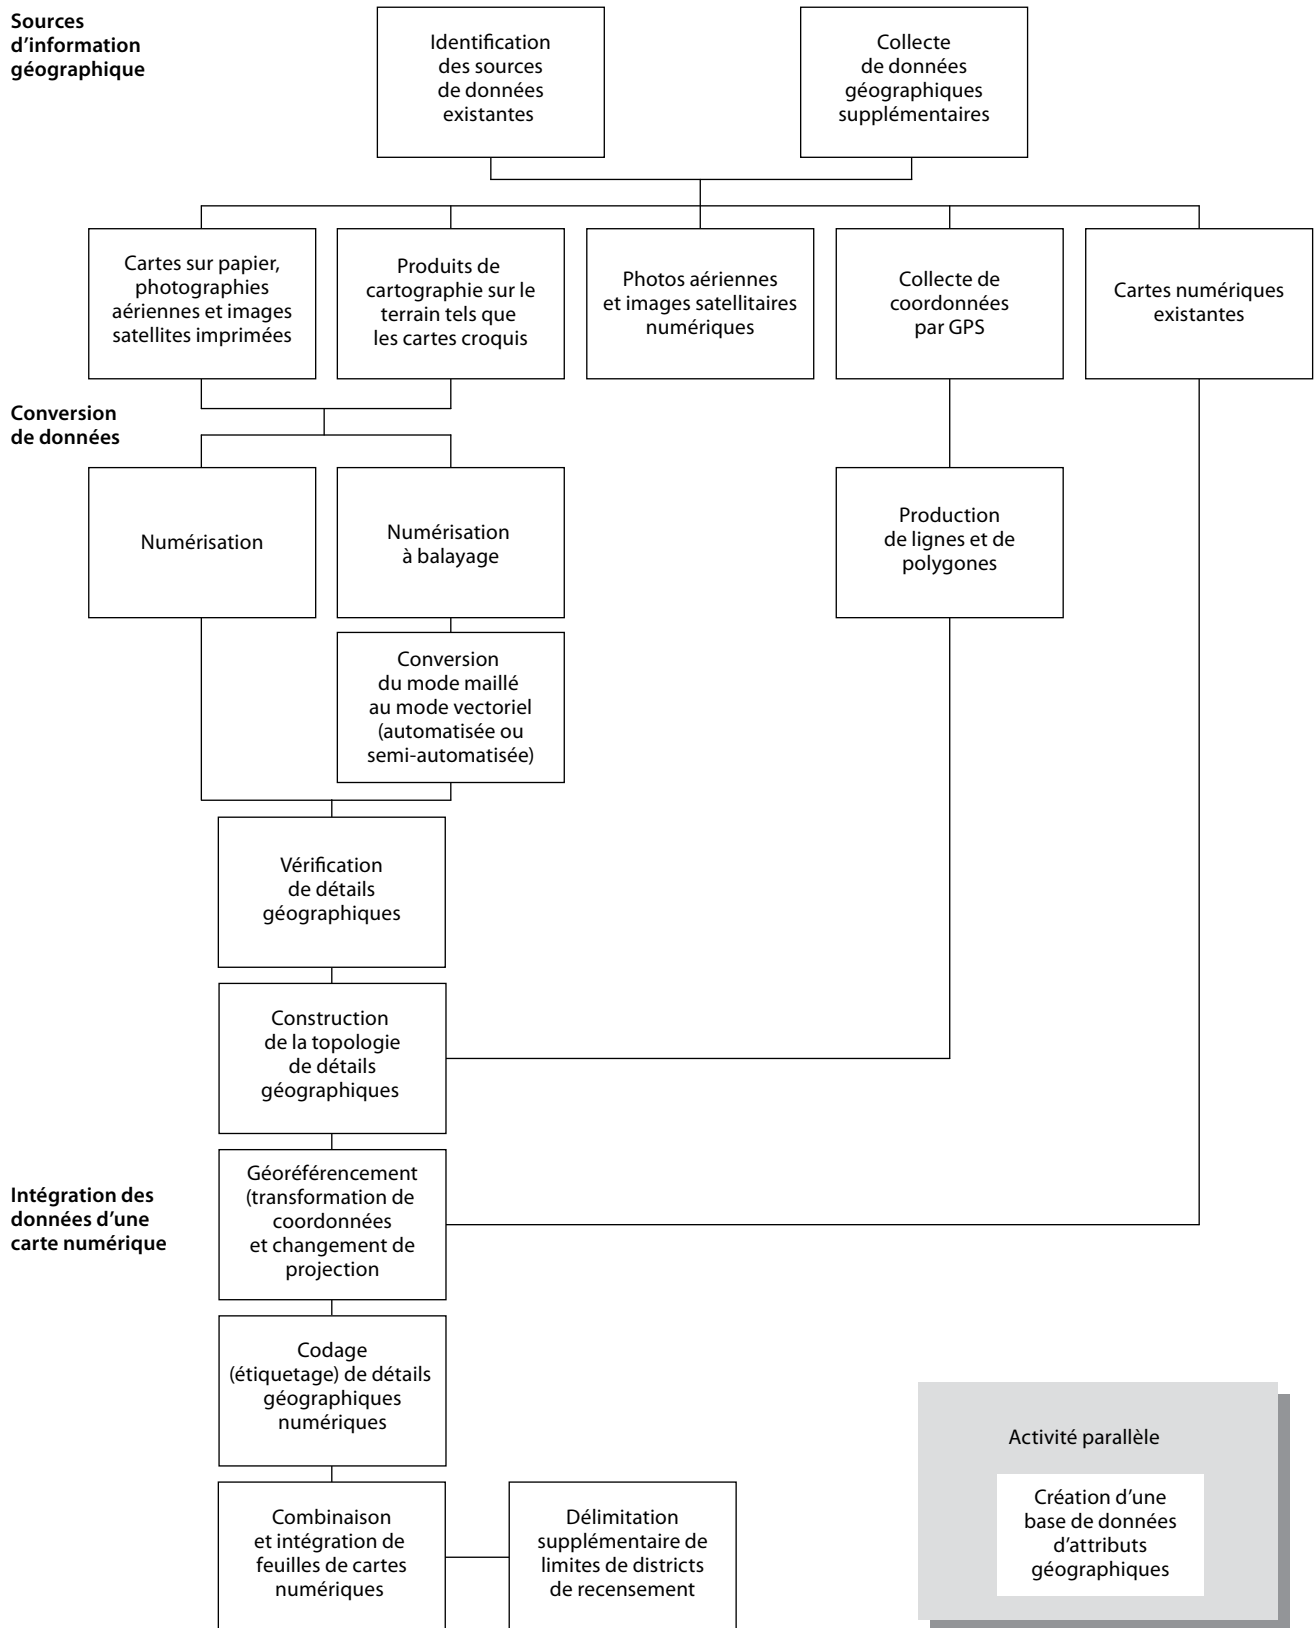 Sources
d'information
géographique
Identification
des sources
de données
existantes
Collecte
de données
géographiques
supplémentaires
Cartes sur papier,
photographies
aériennes et images
satellites imprimées
Produits de
cartographie sur le
terrain tels que
les cartes croquis
Photos aériennes
et images satellitaires
numériques
Collecte de
coordonnées
par GPS
Cartes numériques
existantes
Conversion
de données
Numérisation
Numérisation
à balayage
Production
de lignes et de
polygones
Conversion
du mode maillé
au mode vectoriel
(automatisée ou
semi-automatisée)
Vérification
de détails
géographiques
Construction
de la topologie
de détails
géographiques
Intégration des
données d'une
carte numérique
Géoréférencement
(transformation de
coordonnées
et changement de
projection
Codage
(étiquetage) de détails
géographiques
numériques
Combinaison
et intégration de
feuilles de cartes
numériques
Délimitation
supplémentaire de
limites de districts
de recensement
Activité parallèle
Création d'une
base de données
d'attributs
géographiques